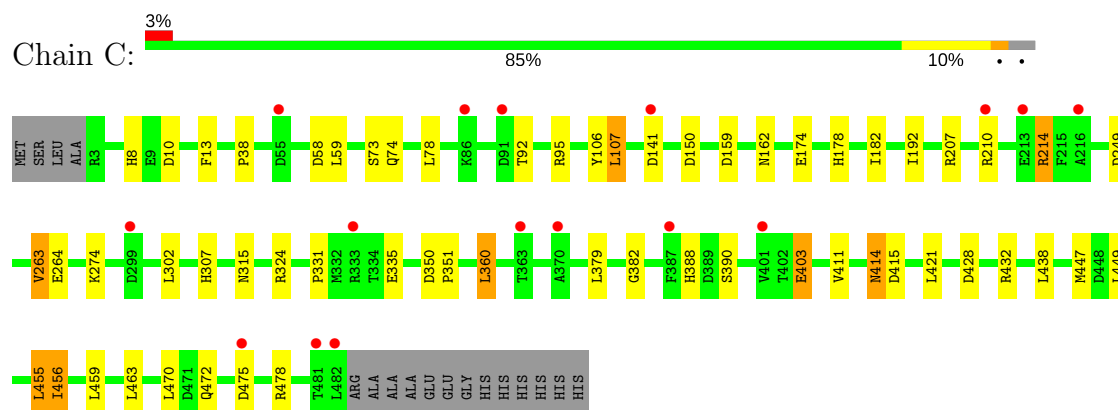 3%
Chain C:
85% 10% • •
MET SER LEU ALA R3 H8 E9 D10 F13 P38 D55 D58 L59 S73 Q74 L78 K86 D91 T92 R95 Y106 L107 D141 D150 D159 N162 E174 H178 I182 I192 R207 R210 E213 R214 F215 A216
V263 E264 K274 D299 L302 H307 N315 R324 P331 M332 R333 T334 E335 D350 P351 L360 T363 A370 L379 G382 F387 H388 D389 S390 V401 T402 E403 V411 N414 D415 L421 D428 R432 L438 M447 D448 L449
L455 I456 L459 L463 L470 D471 Q472 D475 R478 T481 L482 ARG ALA ALA ALA GLU GLU GLY HIS HIS HIS HIS HIS HIS